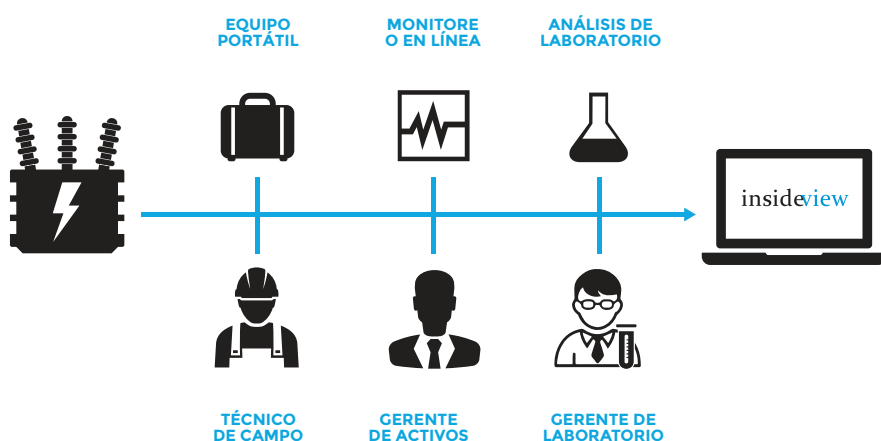 EQUIPO
PORTÁTIL
MONITORE
O EN LÍNEA
ANÁLISIS DE
LABORATORIO
insideview
TÉCNICO
DE CAMPO
GERENTE
DE ACTIVOS
GERENTE DE
LABORATORIO